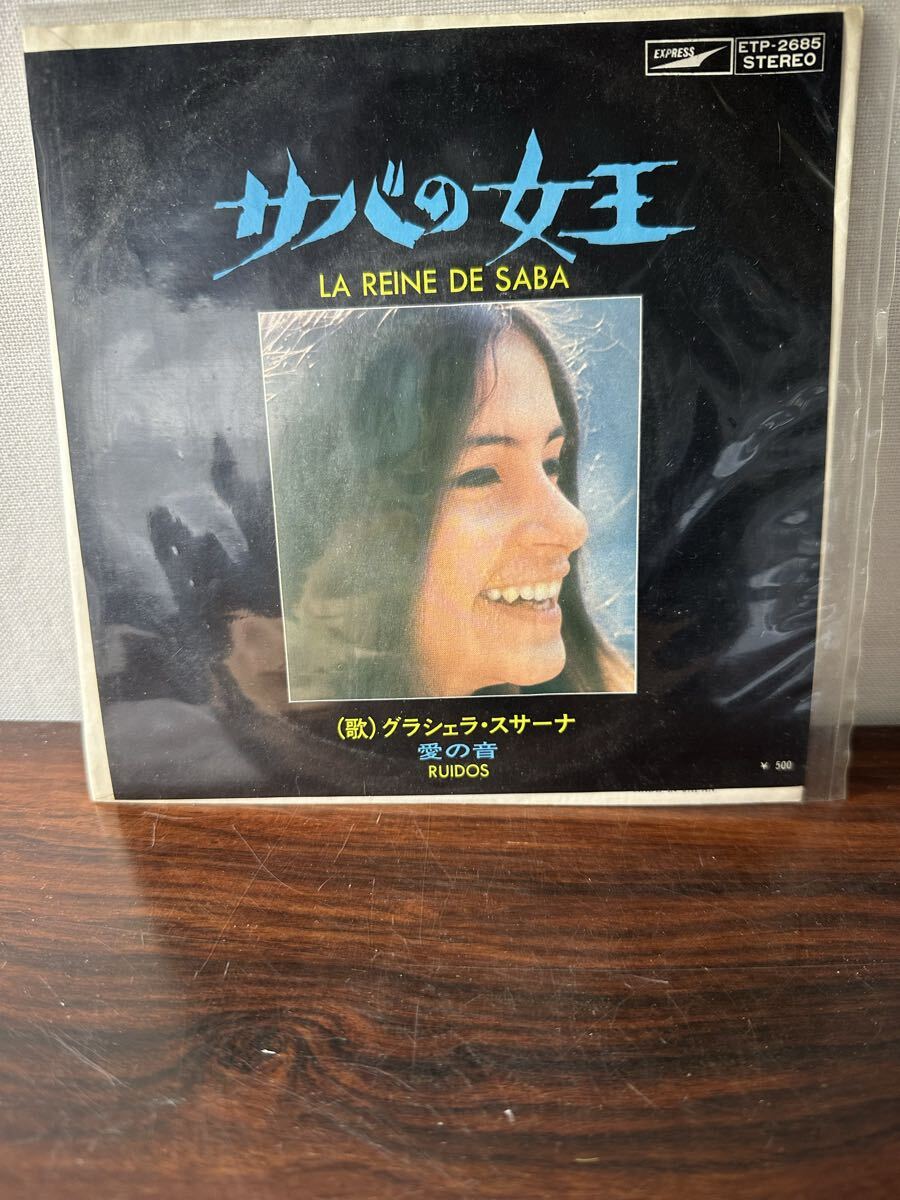 EXPRESS
ETP-2685
STEREO
サバの女王
LA REINE DE SABA
(歌)グラシェラ・スサーナ
愛の音
RUIDOS
¥ 500